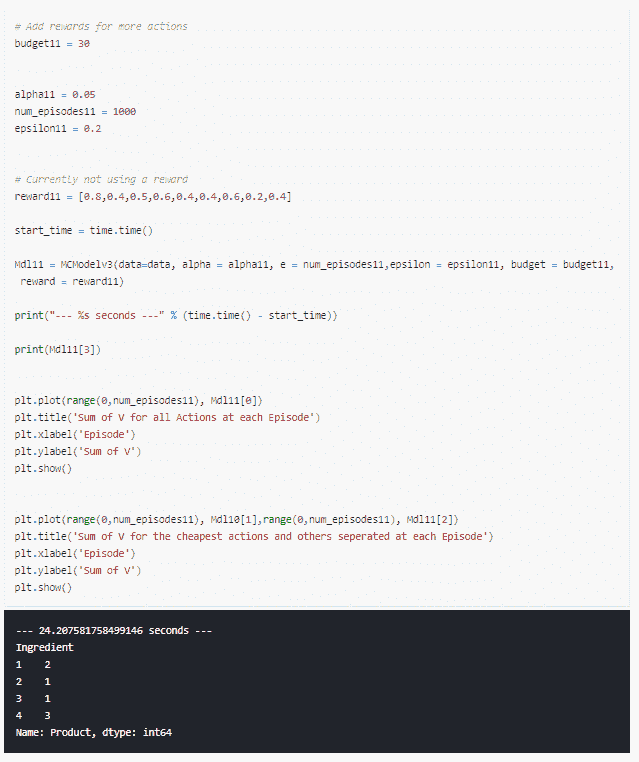 # Add rewards for more actions
budget11 = 30
alpha11 = 0.05
num_episodes11 = 1000
epsilon11 = 0.2
# Currently not using a reward
reward11 = [0.8,0.4,0.5,0.6,0.4,0.4,0.6,0.2,0.4]
start_time = time.time()
Mdl11 = MCModelv3(data=data, alpha = alpha11, e = num_episodes11,epsilon = epsilon11, budget = budget11,
reward = reward11)
print("--- %s seconds ---" % (time.time() - start_time))
print(Mdl11[3])
plt.plot(range(0,num_episodes11), Mdl11[0])
plt.title('Sum of V for all Actions at each Episode')
plt.xlabel('Episode')
plt.ylabel('Sum of V')
plt.show()
plt.plot(range(0,num_episodes11), Mdl10[1],range(0,num_episodes11), Mdl11[2])
plt.title('Sum of V for the cheapest actions and others seperated at each Episode')
plt.xlabel('Episode')
plt.ylabel('Sum of V')
plt.show()
--- 24.207581758499146 seconds ---
Ingredient
1    2
2    1
3    1
4    3
Name: Product, dtype: int64